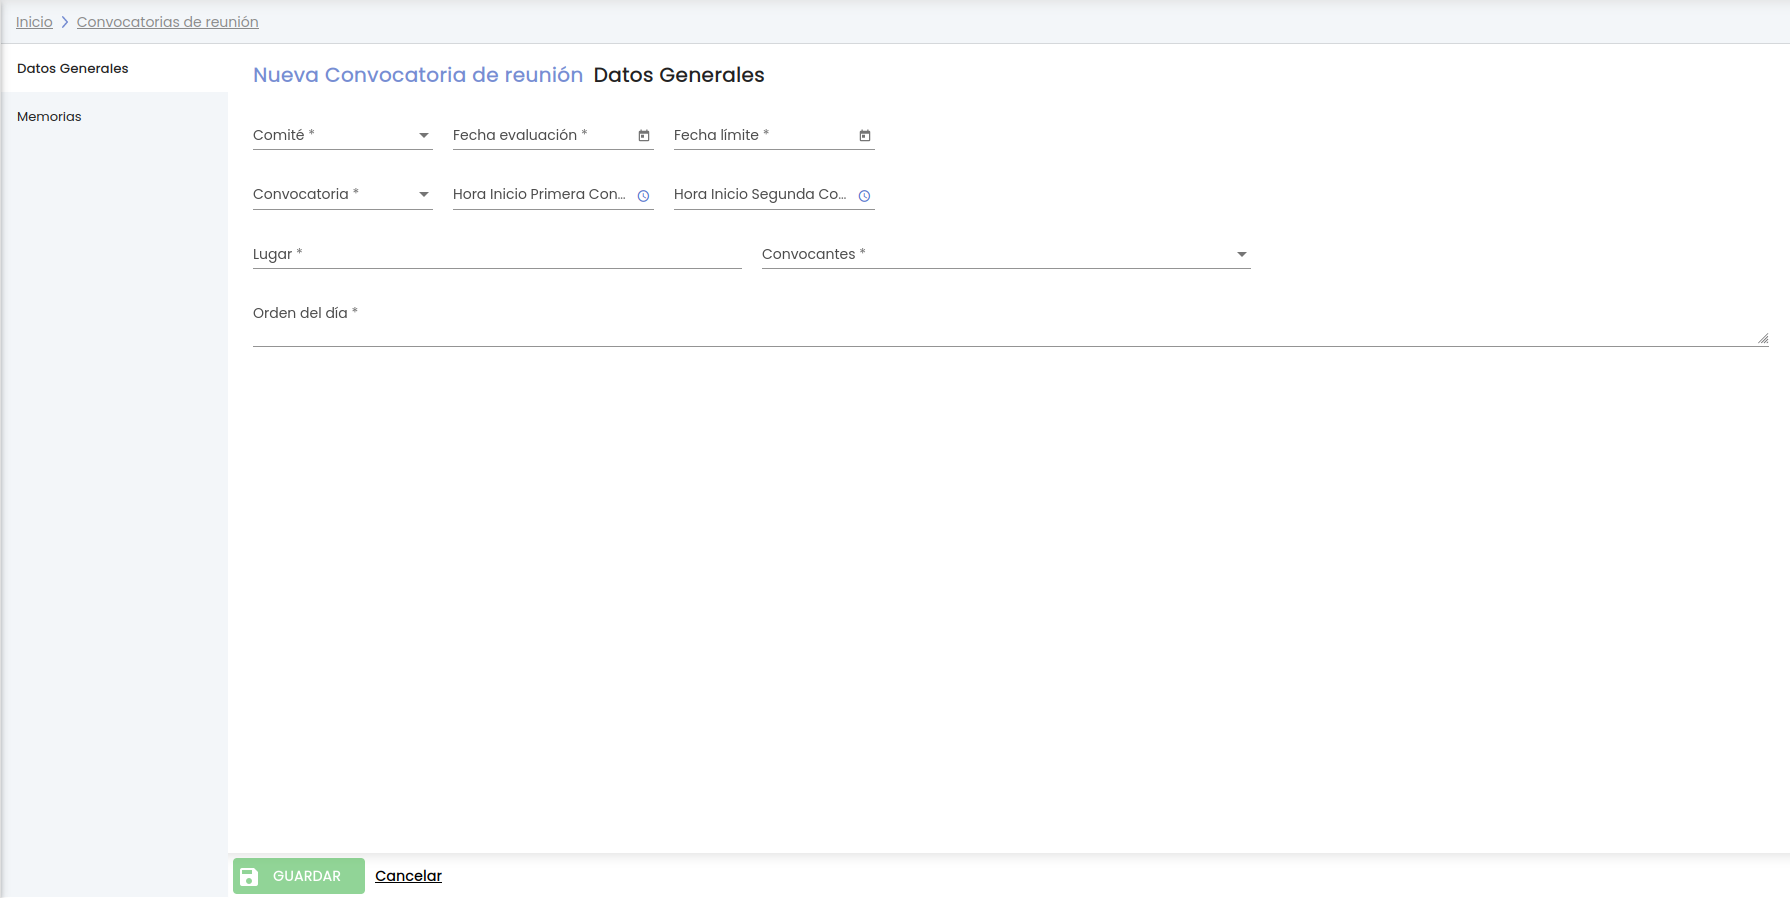 Inicio > Convocatorias de reunión
Datos Generales
Memorias
Nueva Convocatoria de reunión Datos Generales
Comité * Fecha evaluación * Fecha límite *
Convocatoria * Hora Inicio Primera Con... Hora Inicio Segunda Co...
Lugar * Convocantes *
Orden del día *
GUARDAR Cancelar